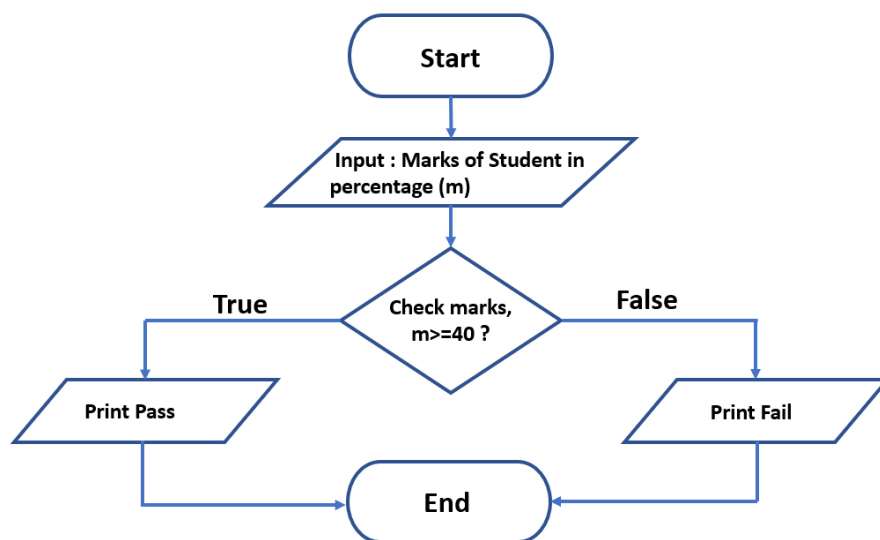 Start
Input : Marks of Student in
percentage (m)
True
False
Check marks,
m>=40 ?
Print Pass
Print Fail
End